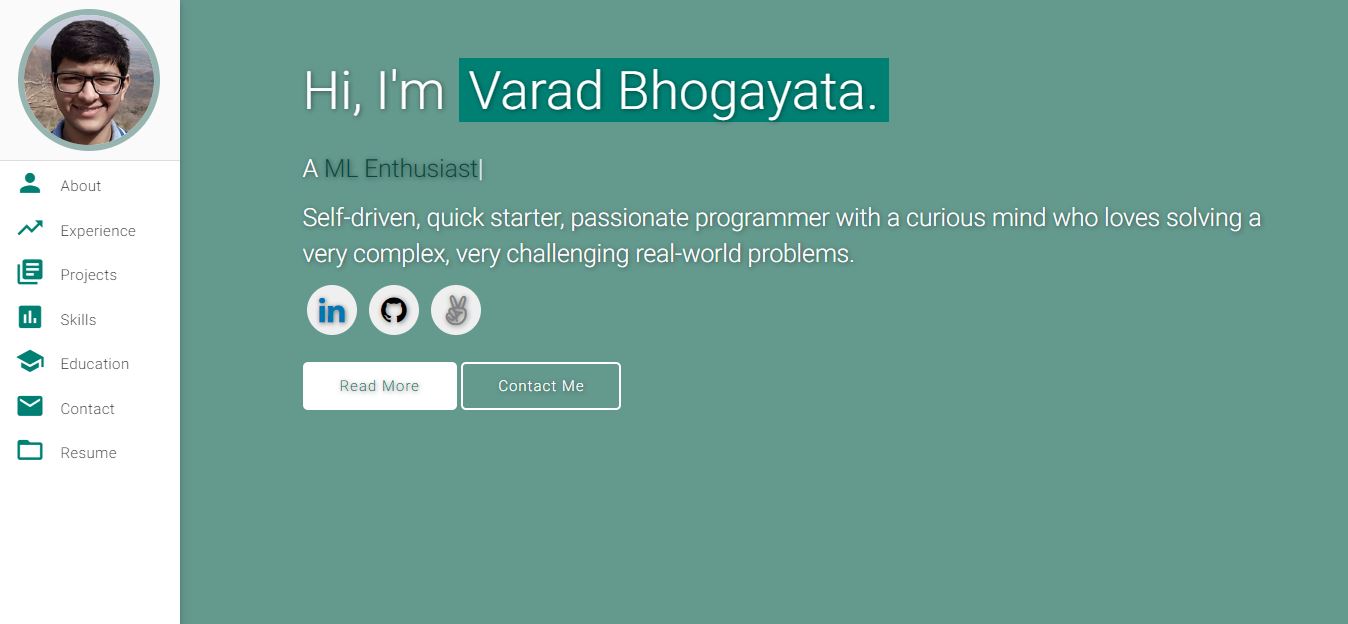 About
Experience
Projects
Skills
Education
Contact
Resume
Hi, I'm Varad Bhogayata.
A ML Enthusiast|
Self-driven, quick starter, passionate programmer with a curious mind who loves solving a
very complex, very challenging real-world problems.
in
Read More Contact Me